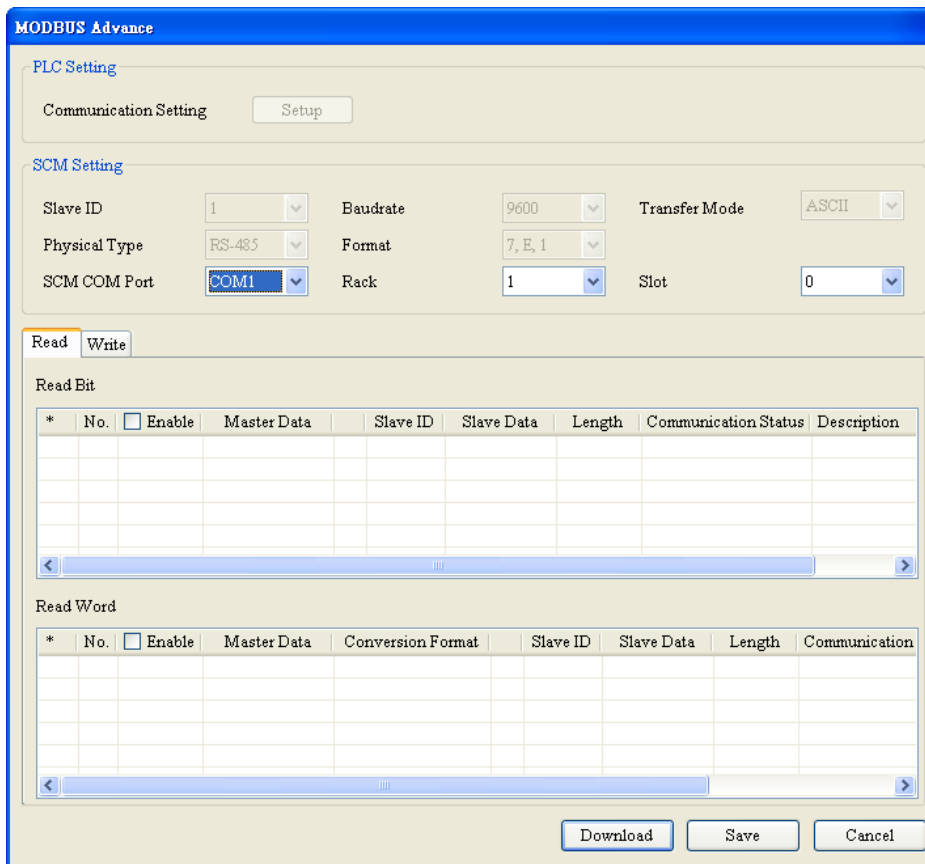 MODBUS Advance
PLC Setting
Communication Setting Setup
SCM Setting
Slave ID 1 Baudrate 9600 Transfer Mode ASCII
Physical Type RS-485 Format 7, E, 1
SCM COM Port COM1 Rack 1 Slot 0
Read Write
Read Bit
* No. Enable Master Data Slave ID Slave Data Length Communication Status Description
Read Word
* No. Enable Master Data Conversion Format Slave ID Slave Data Length Communication
Download Save Cancel